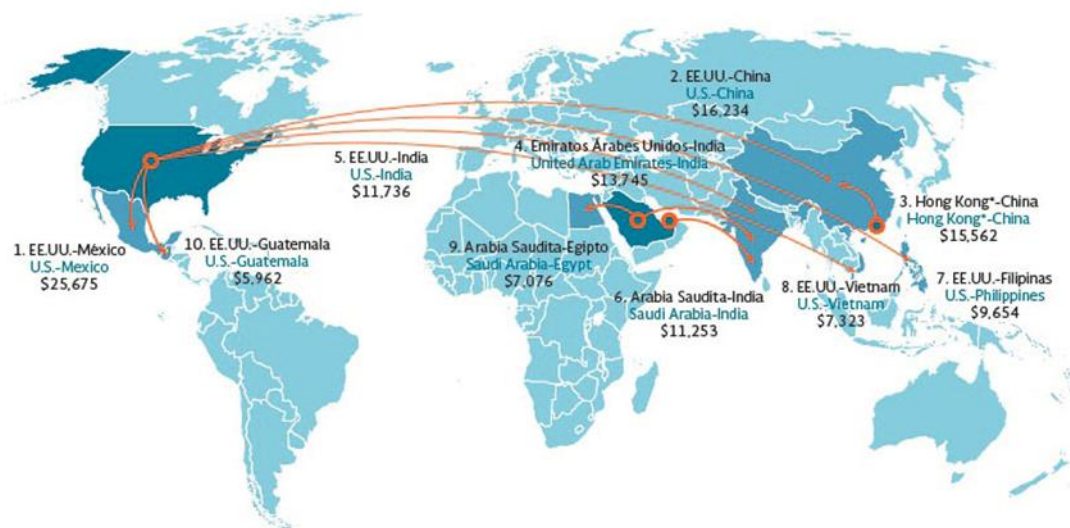 1. EE.UU.-México
U.S.-Mexico
$25,675
2. EE.UU.-China
U.S.-China
$16,234
3. Hong Kong*-China
Hong Kong*-China
$15,562
4. Emiratos Árabes Unidos-India
United Arab Emirates-India
$13,745
5. EE.UU.-India
U.S.-India
$11,736
6. Arabia Saudita-India
Saudi Arabia-India
$11,253
7. EE.UU.-Filipinas
U.S.-Philippines
$9,654
8. EE.UU.-Vietnam
U.S.-Vietnam
$7,323
9. Arabia Saudita-Egipto
Saudi Arabia-Egypt
$7,076
10. EE.UU.-Guatemala
U.S.-Guatemala
$5,962